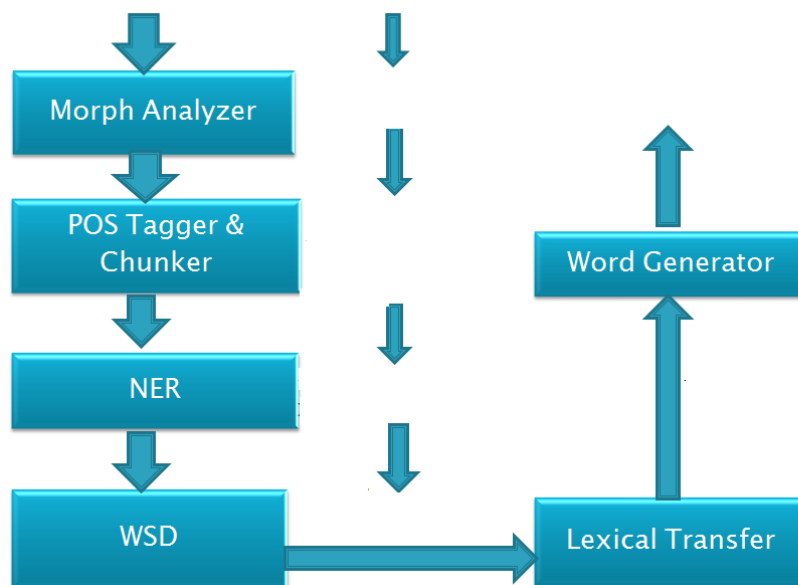 Morph Analyzer
POS Tagger &
Chunker
NER
WSD
Lexical Transfer
Word Generator